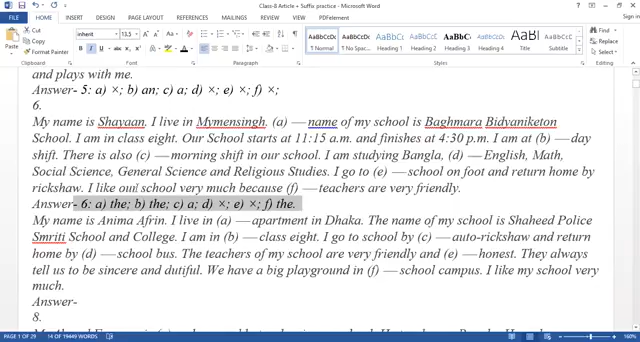 Class-8 Article + Suffix practice - Word
Sign in
FILE HOME INSERT DESIGN PAGE LAYOUT REFERENCES MAILINGS REVIEW VIEW PDFelement
Paste
Cut
Copy
Format Painter
inherit 13.5
AaBbCcDc AaBbCcDc AaBbCc AaBbCc AaBbC AaBbCc
¶ Normal ¶ No Spac... Heading 1 Heading 2 Heading 3 Heading 4 Title Subtitle
Find
Replace
Select
Clipboard Font Paragraph Styles Editing
and plays with me.
Answer- 5: a) ×; b) an; c) a; d) ×; e) ×; f) ×;
6.
My name is Shayaan. I live in Mymensingh. (a) — name of my school is Baghmara Bidyaniketon
School. I am in class eight. Our School starts at 11:15 a.m. and finishes at 4:30 p.m. I am at (b) — day
shift. There is also (c) — morning shift in our school. I am studying Bangla, (d) — English, Math,
Social Science, General Science and Religious Studies. I go to (e) — school on foot and return home by
rickshaw. I like our school very much because (f) — teachers are very friendly.
Answer- 6: a) the; b) the; c) a; d) ×; e) ×; f) the.
My name is Anima Afrin. I live in (a) — apartment in Dhaka. The name of my school is Shaheed Police
Smriti School and College. I am in (b) — class eight. I go to school by (c) — auto-rickshaw and return
home by (d) — school bus. The teachers of my school are very friendly and (e) — honest. They always
tell us to be sincere and dutiful. We have a big playground in (f) — school campus. I like my school very
much.
Answer-
8.
PAGE 1 OF 29 14 OF 19449 WORDS 160%